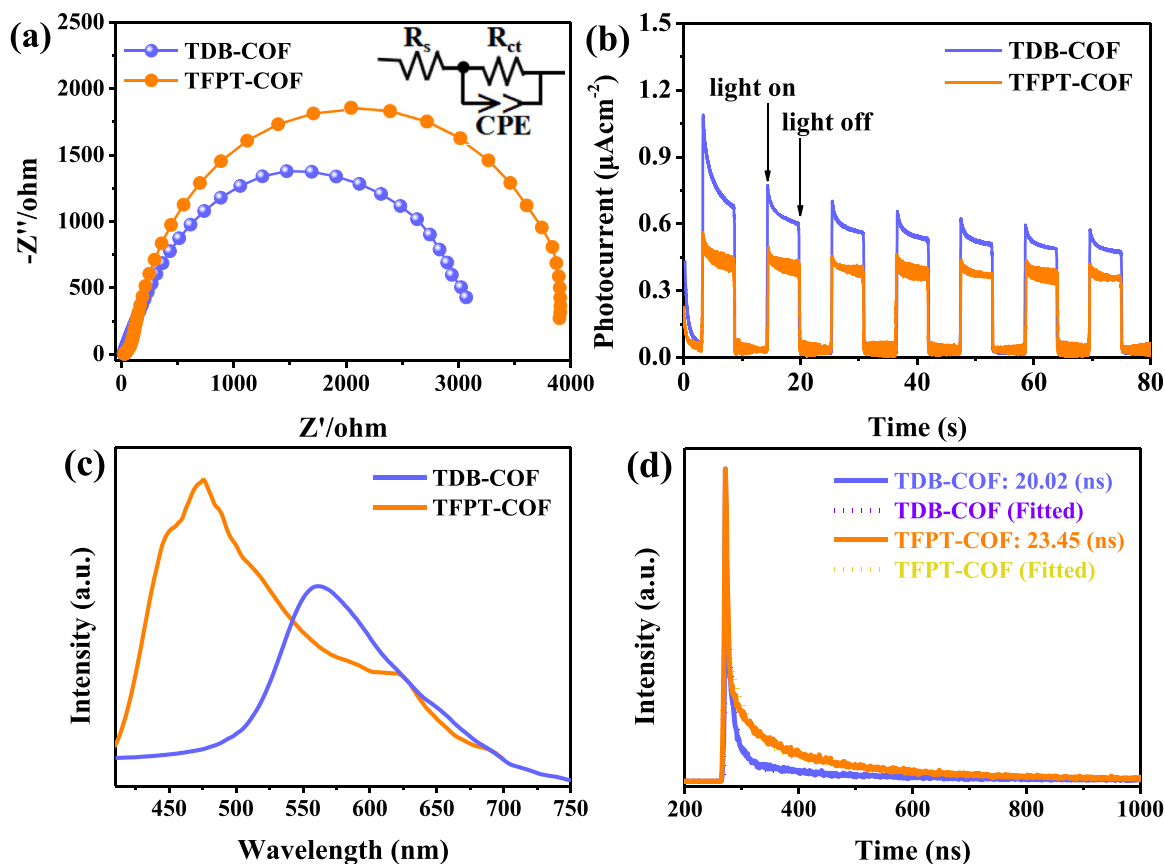 (a)
TDB-COF
TFPT-COF
Rs
Rct
CPE
2500
2000
1500
1000
500
0
-Z''/ohm
0
1000
2000
3000
4000
Z'/ohm
(b)
TDB-COF
TFPT-COF
light on
light off
1.5
1.2
0.9
0.6
0.3
0.0
Photocurrent (μAcm⁻²)
0
20
40
60
80
Time (s)
(c)
TDB-COF
TFPT-COF
Intensity (a.u.)
450
500
550
600
650
700
750
Wavelength (nm)
(d)
TDB-COF: 20.02 (ns)
TDB-COF (Fitted)
TFPT-COF: 23.45 (ns)
TFPT-COF (Fitted)
Intensity (a.u.)
200
400
600
800
1000
Time (ns)